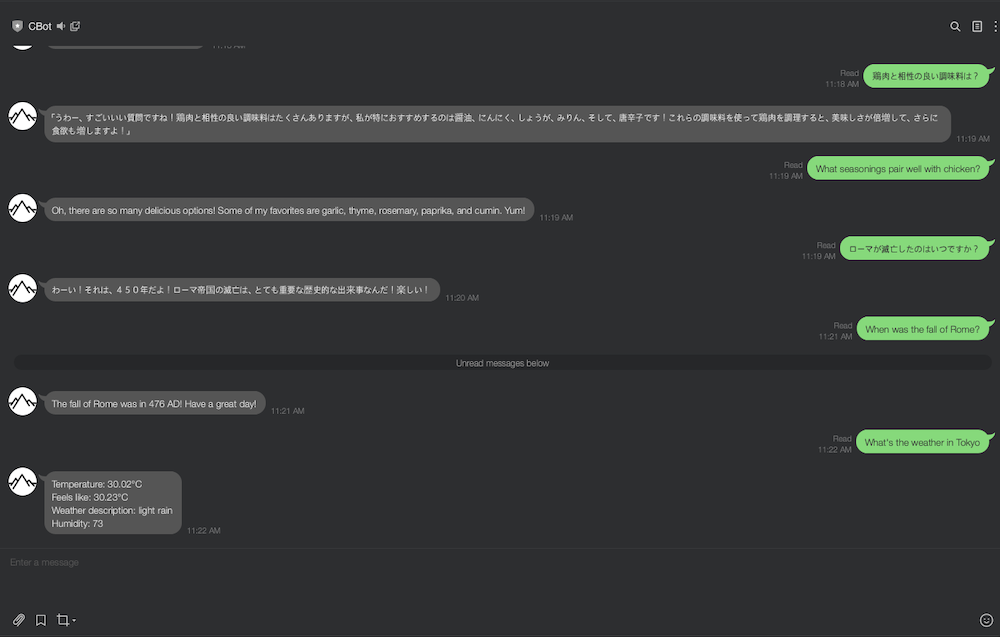 CBot
Read
11:18 AM
鶏肉と相性の良い調味料は？
「うわー、すごいいい質問ですね！鶏肉と相性の良い調味料はたくさんありますが、私が特におすすめするのは醤油、にんにく、しょうが、みりん、そして、唐辛子です！これらの調味料を使って鶏肉を調理すると、美味しさが倍増して、さらに
食欲も増しますよ！」
11:19 AM
Read
11:19 AM
What seasonings pair well with chicken?
Oh, there are so many delicious options! Some of my favorites are garlic, thyme, rosemary, paprika, and cumin. Yum!
11:19 AM
Read
11:19 AM
ローマが滅亡したのはいつですか？
わーい！それは、４５０年だよ！ローマ帝国の滅亡は、とても重要な歴史的な出来事なんだ！楽しい！
11:20 AM
Read
11:21 AM
When was the fall of Rome?
Unread messages below
The fall of Rome was in 476 AD! Have a great day!
11:21 AM
Read
11:22 AM
What's the weather in Tokyo
Temperature: 30.02°C
Feels like: 30.23°C
Weather description: light rain
Humidity: 73
11:22 AM
Enter a message